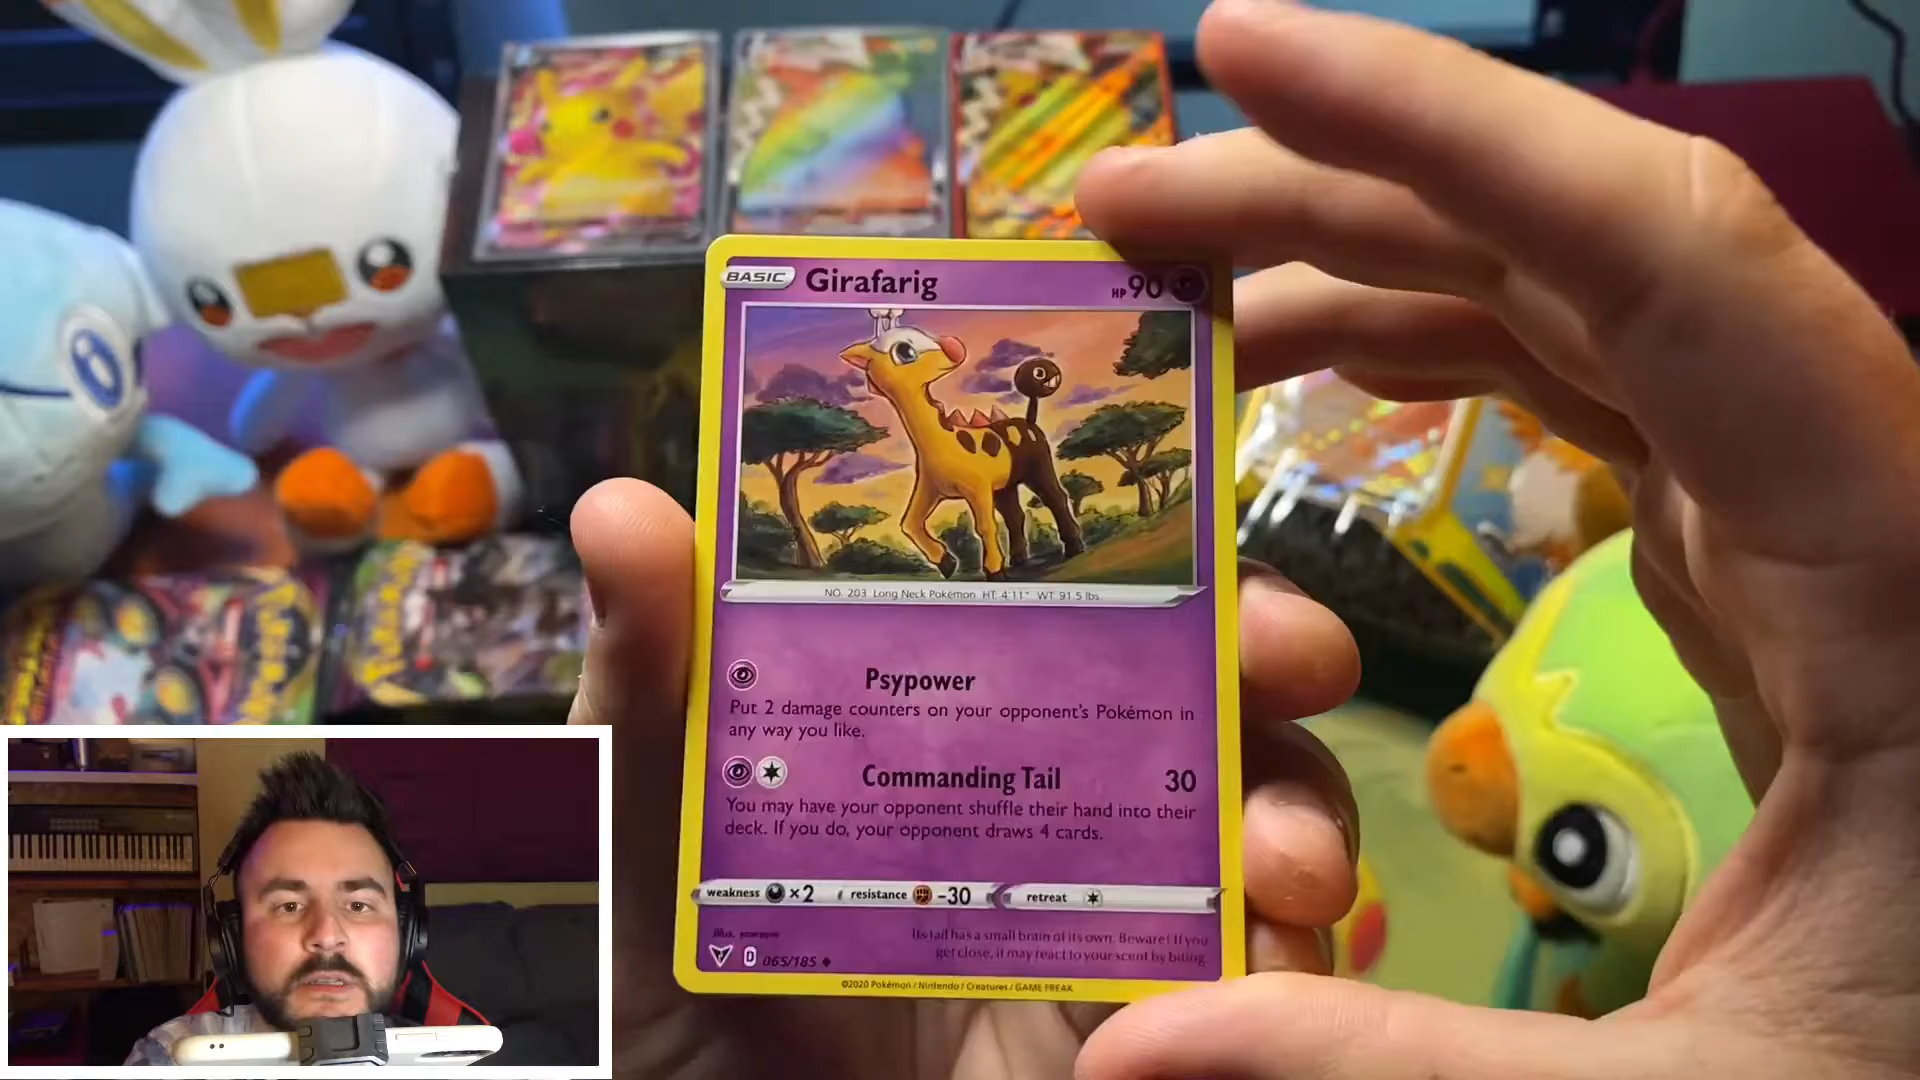 BASIC Girafarig HP 90
NO. 203 Long Neck Pokémon HT 4'11" WT 91.5 lbs.
Psypower
Put 2 damage counters on your opponent's Pokémon in
any way you like.
Commanding Tail 30
You may have your opponent shuffle their hand into their
deck. If you do, your opponent draws 4 cards.
weakness ×2 resistance -30 retreat
Illus.
Its tail has a small brain of its own. Beware! If you
get close, it may react to your scent by biting.
D 065/185
©2020 Pokémon / Nintendo / Creatures / GAME FREAK